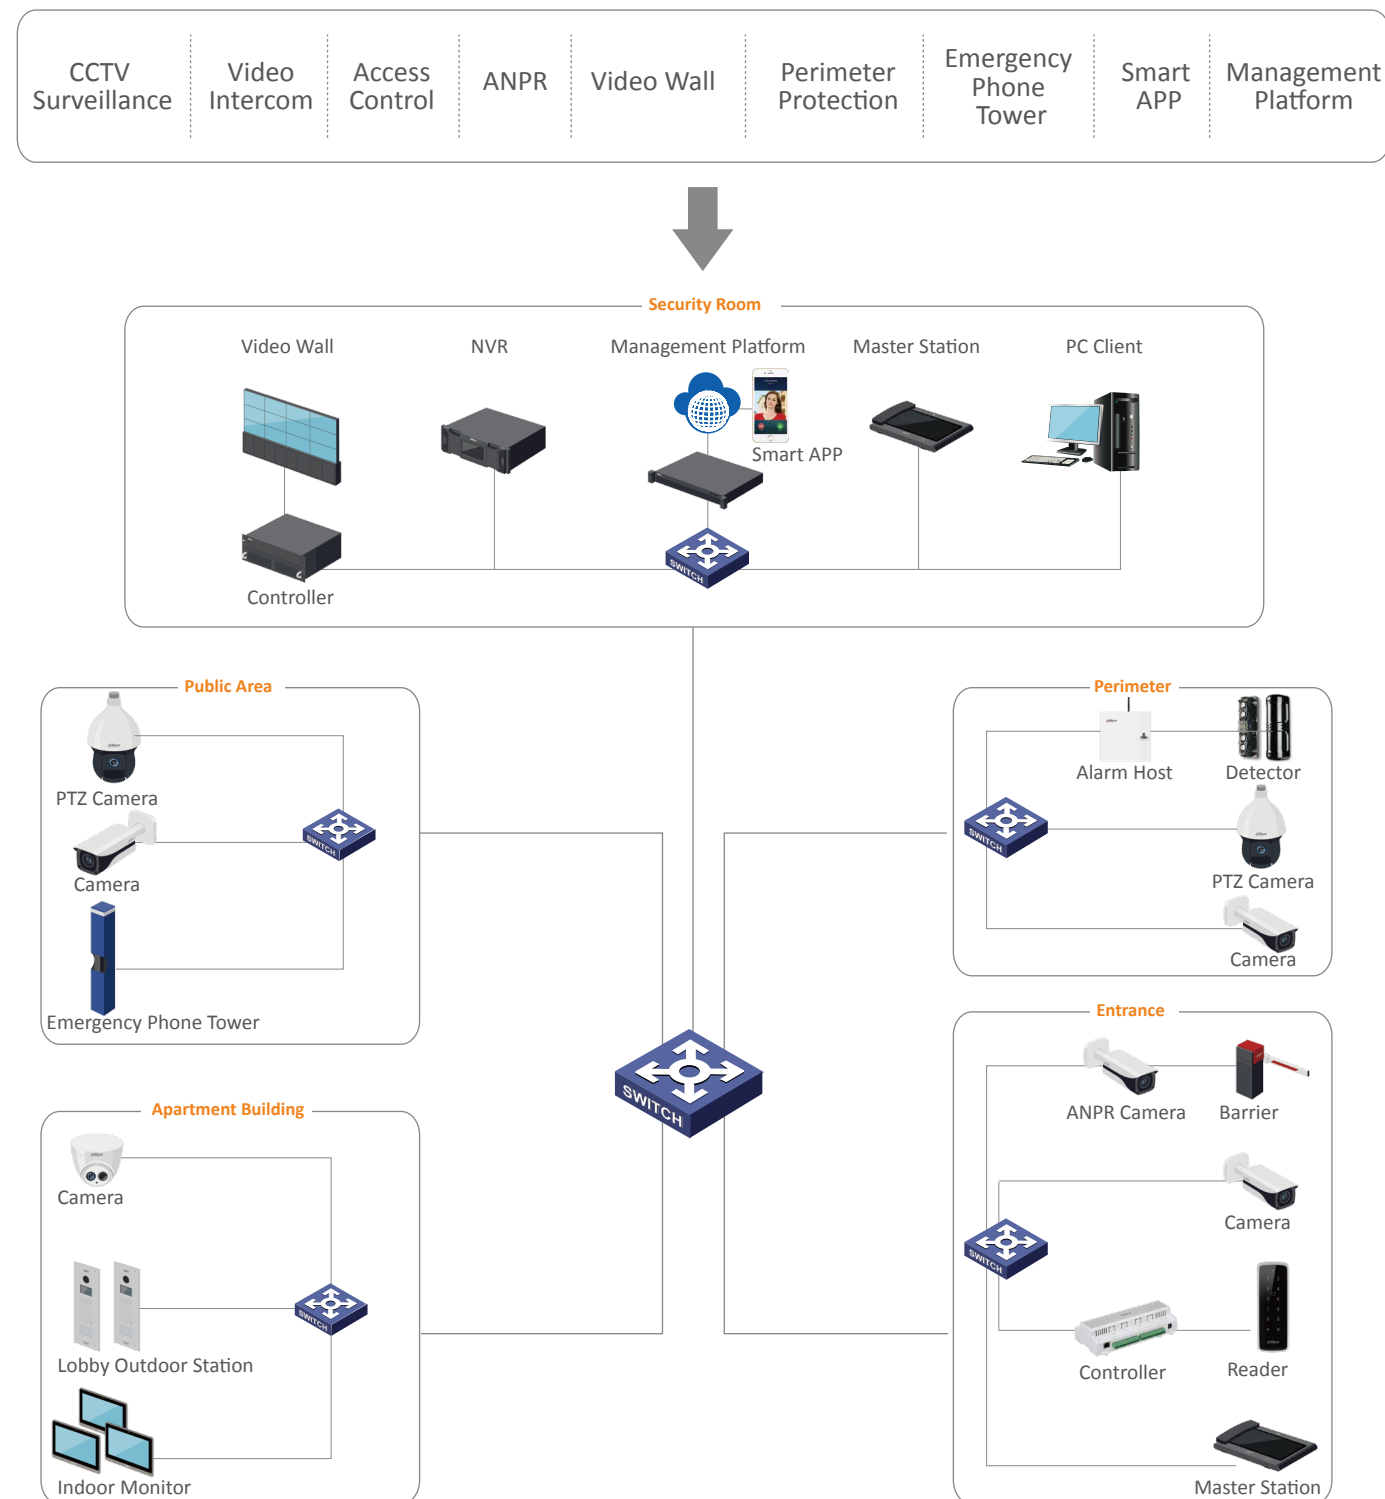 CCTV
Surveillance
Video
Intercom
Access
Control
ANPR
Video Wall
Perimeter
Protection
Emergency
Phone
Tower
Smart
APP
Management
Platform
Security Room
Video Wall
NVR
Management Platform
Master Station
PC Client
Smart APP
SWITCH
Controller
Public Area
PTZ Camera
SWITCH
Camera
Emergency Phone Tower
Perimeter
Alarm Host
Detector
SWITCH
PTZ Camera
Camera
SWITCH
Apartment Building
Camera
SWITCH
Lobby Outdoor Station
Indoor Monitor
Entrance
ANPR Camera
Barrier
Camera
SWITCH
Controller
Reader
Master Station